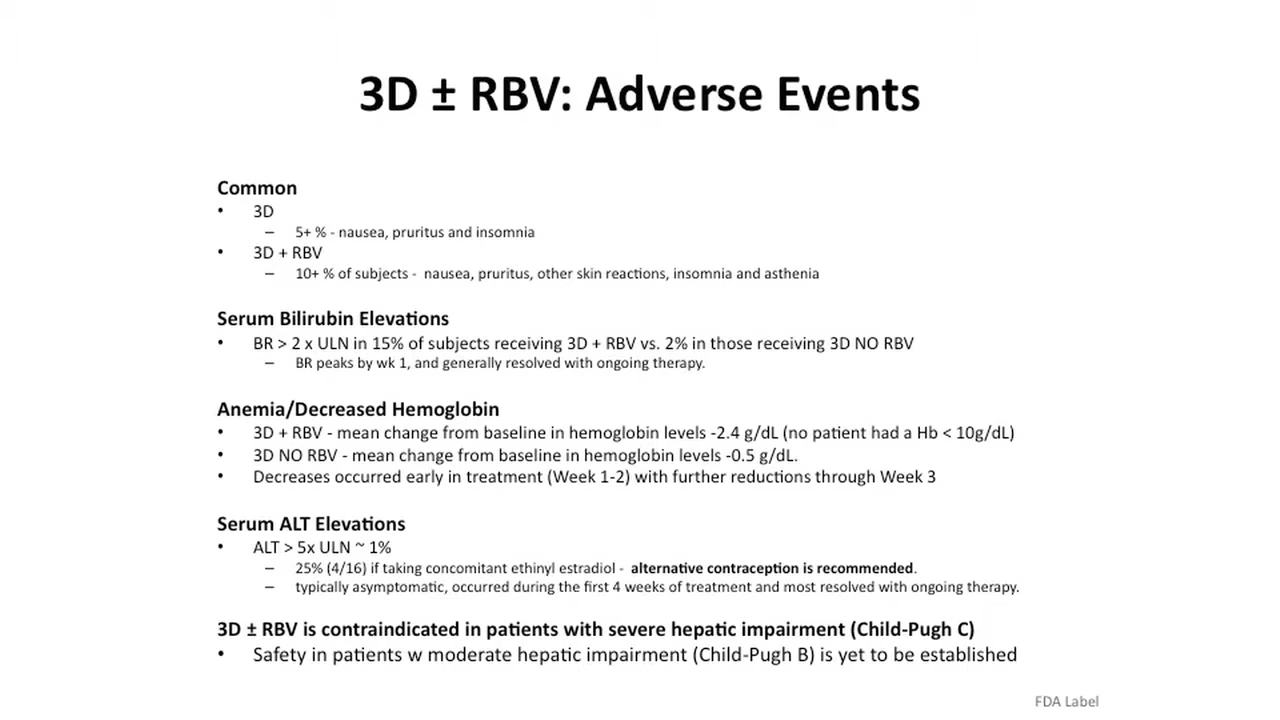 3D ± RBV: Adverse Events
Common
• 3D
– 5+ % - nausea, pruritus and insomnia
• 3D + RBV
– 10+ % of subjects - nausea, pruritus, other skin reactions, insomnia and asthenia
Serum Bilirubin Elevations
• BR > 2 x ULN in 15% of subjects receiving 3D + RBV vs. 2% in those receiving 3D NO RBV
– BR peaks by wk 1, and generally resolved with ongoing therapy.
Anemia/Decreased Hemoglobin
• 3D + RBV - mean change from baseline in hemoglobin levels -2.4 g/dL (no patient had a Hb < 10g/dL)
• 3D NO RBV - mean change from baseline in hemoglobin levels -0.5 g/dL.
• Decreases occurred early in treatment (Week 1-2) with further reductions through Week 3
Serum ALT Elevations
• ALT > 5x ULN ~ 1%
– 25% (4/16) if taking concomitant ethinyl estradiol - alternative contraception is recommended.
– typically asymptomatic, occurred during the first 4 weeks of treatment and most resolved with ongoing therapy.
3D ± RBV is contraindicated in patients with severe hepatic impairment (Child-Pugh C)
• Safety in patients w moderate hepatic impairment (Child-Pugh B) is yet to be established
FDA Label